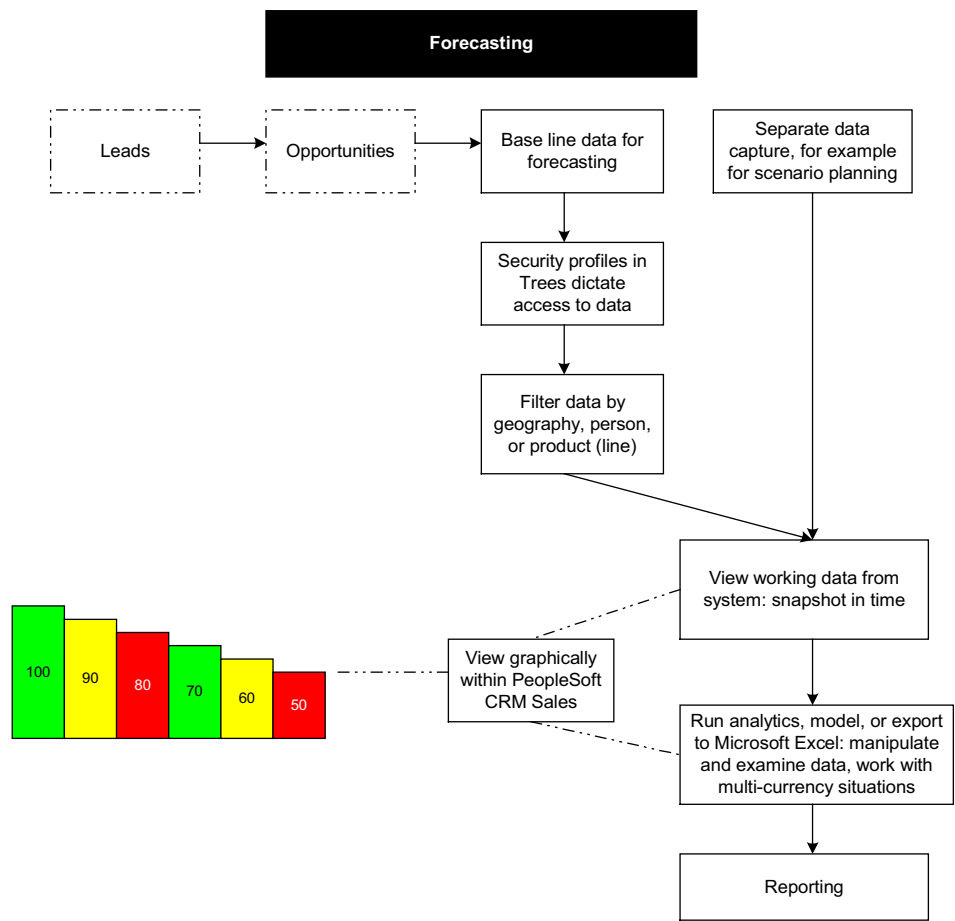 Forecasting
Leads
Opportunities
Base line data for
forecasting
Separate data
capture, for example
for scenario planning
Security profiles in
Trees dictate
access to data
Filter data by
geography, person,
or product (line)
View working data from
system: snapshot in time
100
90
80
70
60
50
View graphically
within PeopleSoft
CRM Sales
Run analytics, model, or export
to Microsoft Excel: manipulate
and examine data, work with
multi-currency situations
Reporting